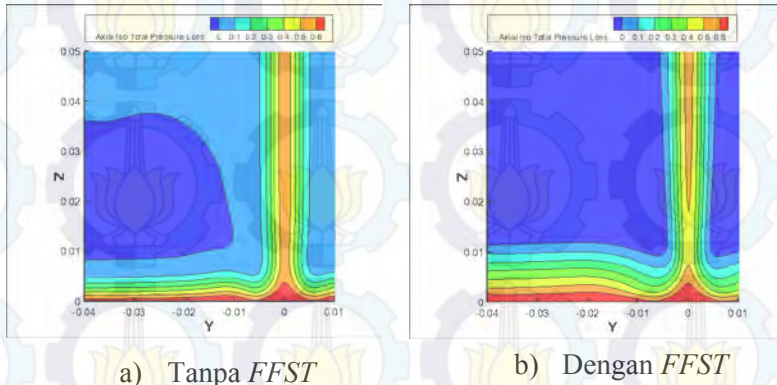 Axial Iso Total Pressure Loss: 0 0.1 0.2 0.3 0.4 0.5 0.6
Z
0.05
0.04
0.03
0.02
0.01
0
-0.04 -0.03 -0.02 -0.01 0 0.01
Y
a) Tanpa FFST
Axial Iso Total Pressure Loss: 0 0.1 0.2 0.3 0.4 0.5 0.6
Z
0.05
0.04
0.03
0.02
0.01
0
-0.04 -0.03 -0.02 -0.01 0 0.01
Y
b) Dengan FFST